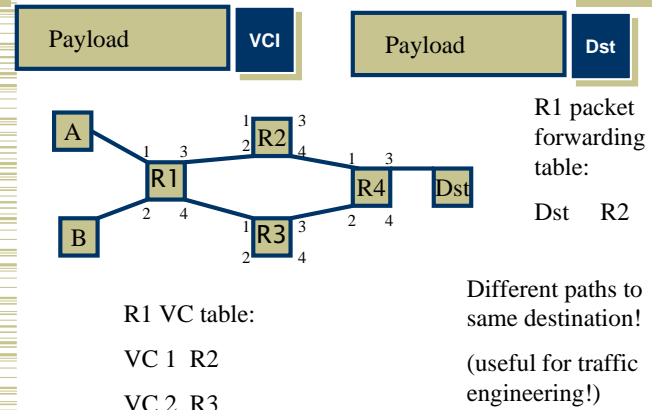 Payload VCI
Payload Dst
R1 packet
forwarding
table:
Dst R2
A
B
1 3
R1
2 4
1 3
R2
2 4
1 3
R3
2 4
1 3
R4
2 4
Dst
R1 VC table:
VC 1 R2
VC 2 R3
Different paths to
same destination!
(useful for traffic
engineering!)